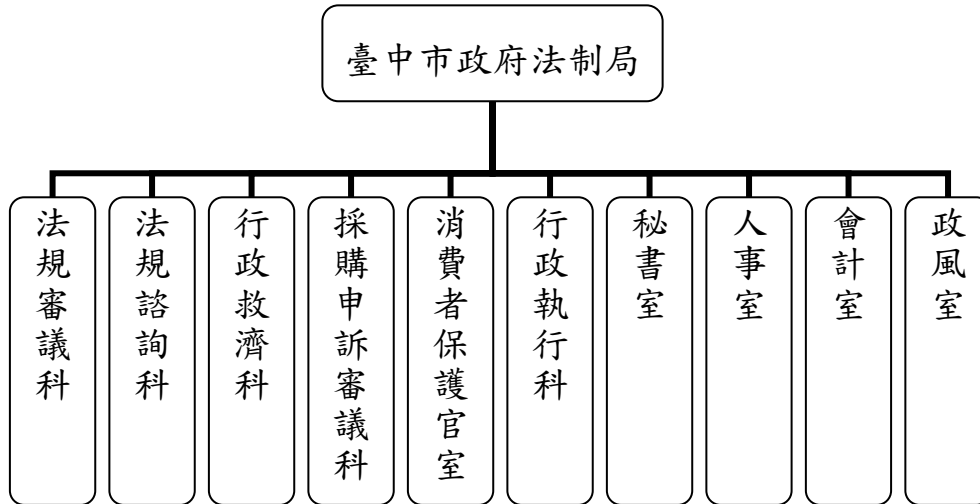 臺中市政府法制局
法規審議科
法規諮詢科
行政救濟科
採購申訴審議科
消費者保護官室
行政執行科
秘書室
人事室
會計室
政風室